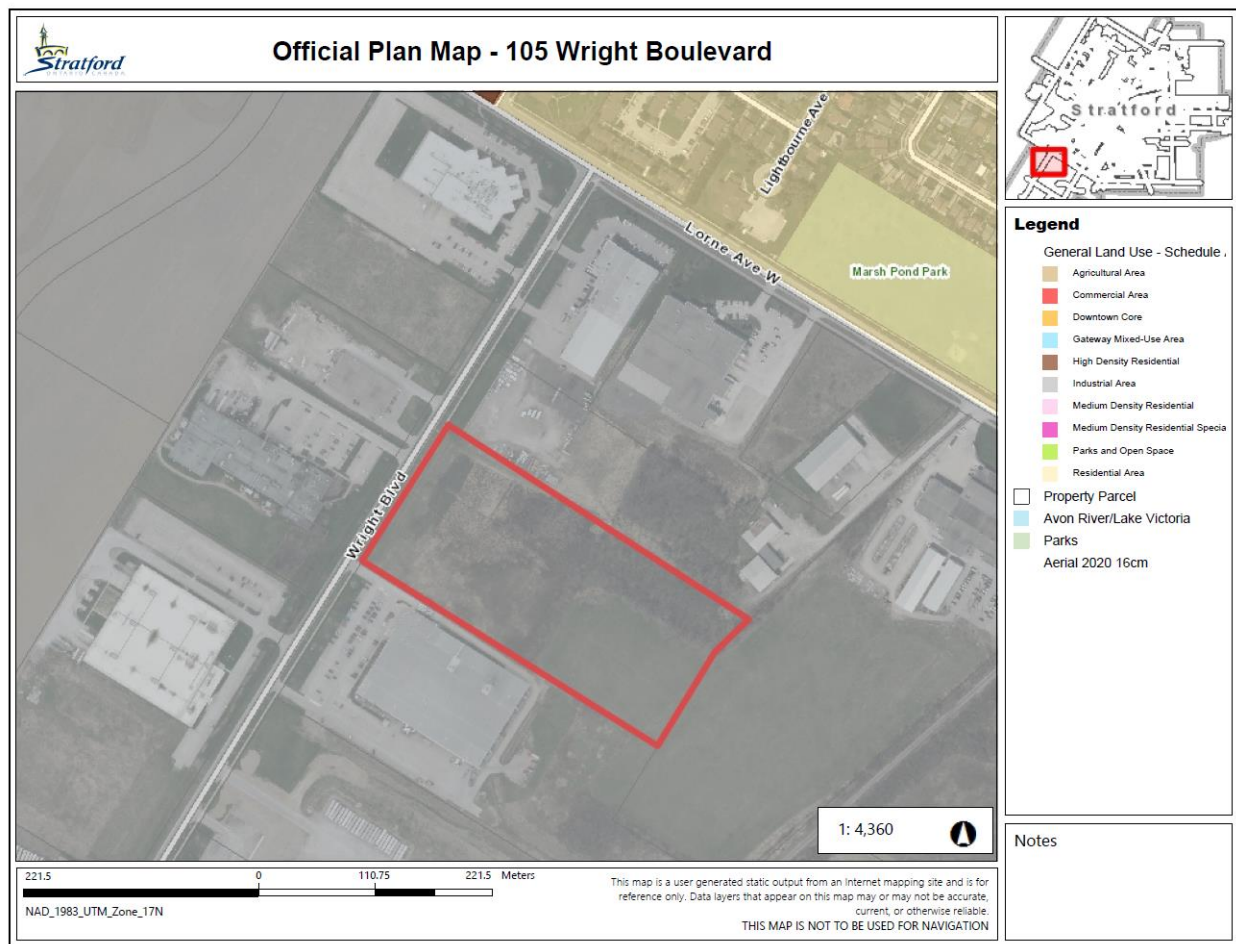 Stratford
ONTARIO CANADA
Official Plan Map - 105 Wright Boulevard
Stratford
Lightbourne Ave
Lorne Ave W
Marsh Pond Park
Wright Blvd
1: 4,360
Legend
General Land Use - Schedule
Agricultural Area
Commercial Area
Downtown Core
Gateway Mixed-Use Area
High Density Residential
Industrial Area
Medium Density Residential
Medium Density Residential Specia
Parks and Open Space
Residential Area
Property Parcel
Avon River/Lake Victoria
Parks
Aerial 2020 16cm
Notes
221.5 0 110.75 221.5 Meters
NAD_1983_UTM_Zone_17N
This map is a user generated static output from an Internet mapping site and is for
reference only. Data layers that appear on this map may or may not be accurate,
current, or otherwise reliable.
THIS MAP IS NOT TO BE USED FOR NAVIGATION